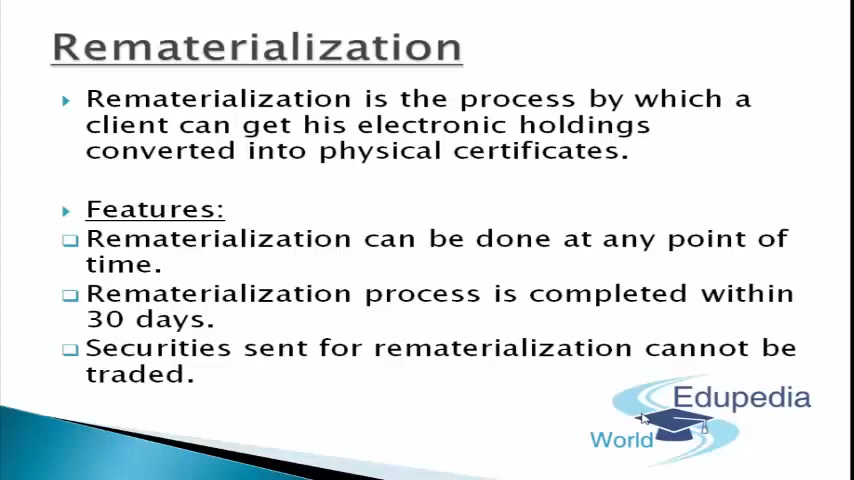 Rematerialization
Rematerialization is the process by which a
client can get his electronic holdings
converted into physical certificates.
Features:
Rematerialization can be done at any point of
time.
Rematerialization process is completed within
30 days.
Securities sent for rematerialization cannot be
traded.
Edupedia
World